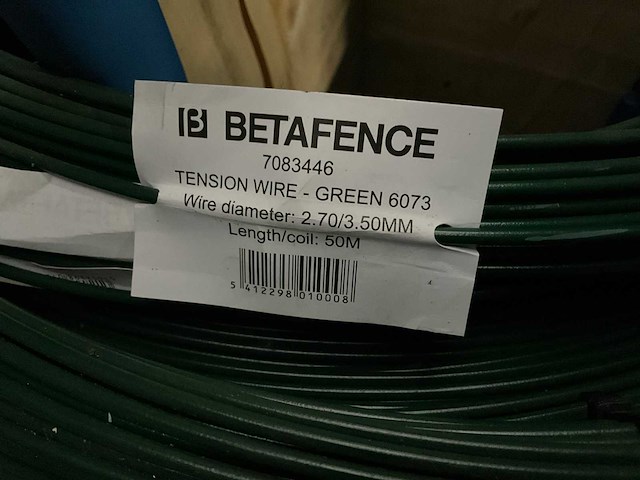 BETAFENCE
7083446
TENSION WIRE - GREEN 6073
Wire diameter: 2.70/3.50MM
Length/coil: 50M
5 412298 010008